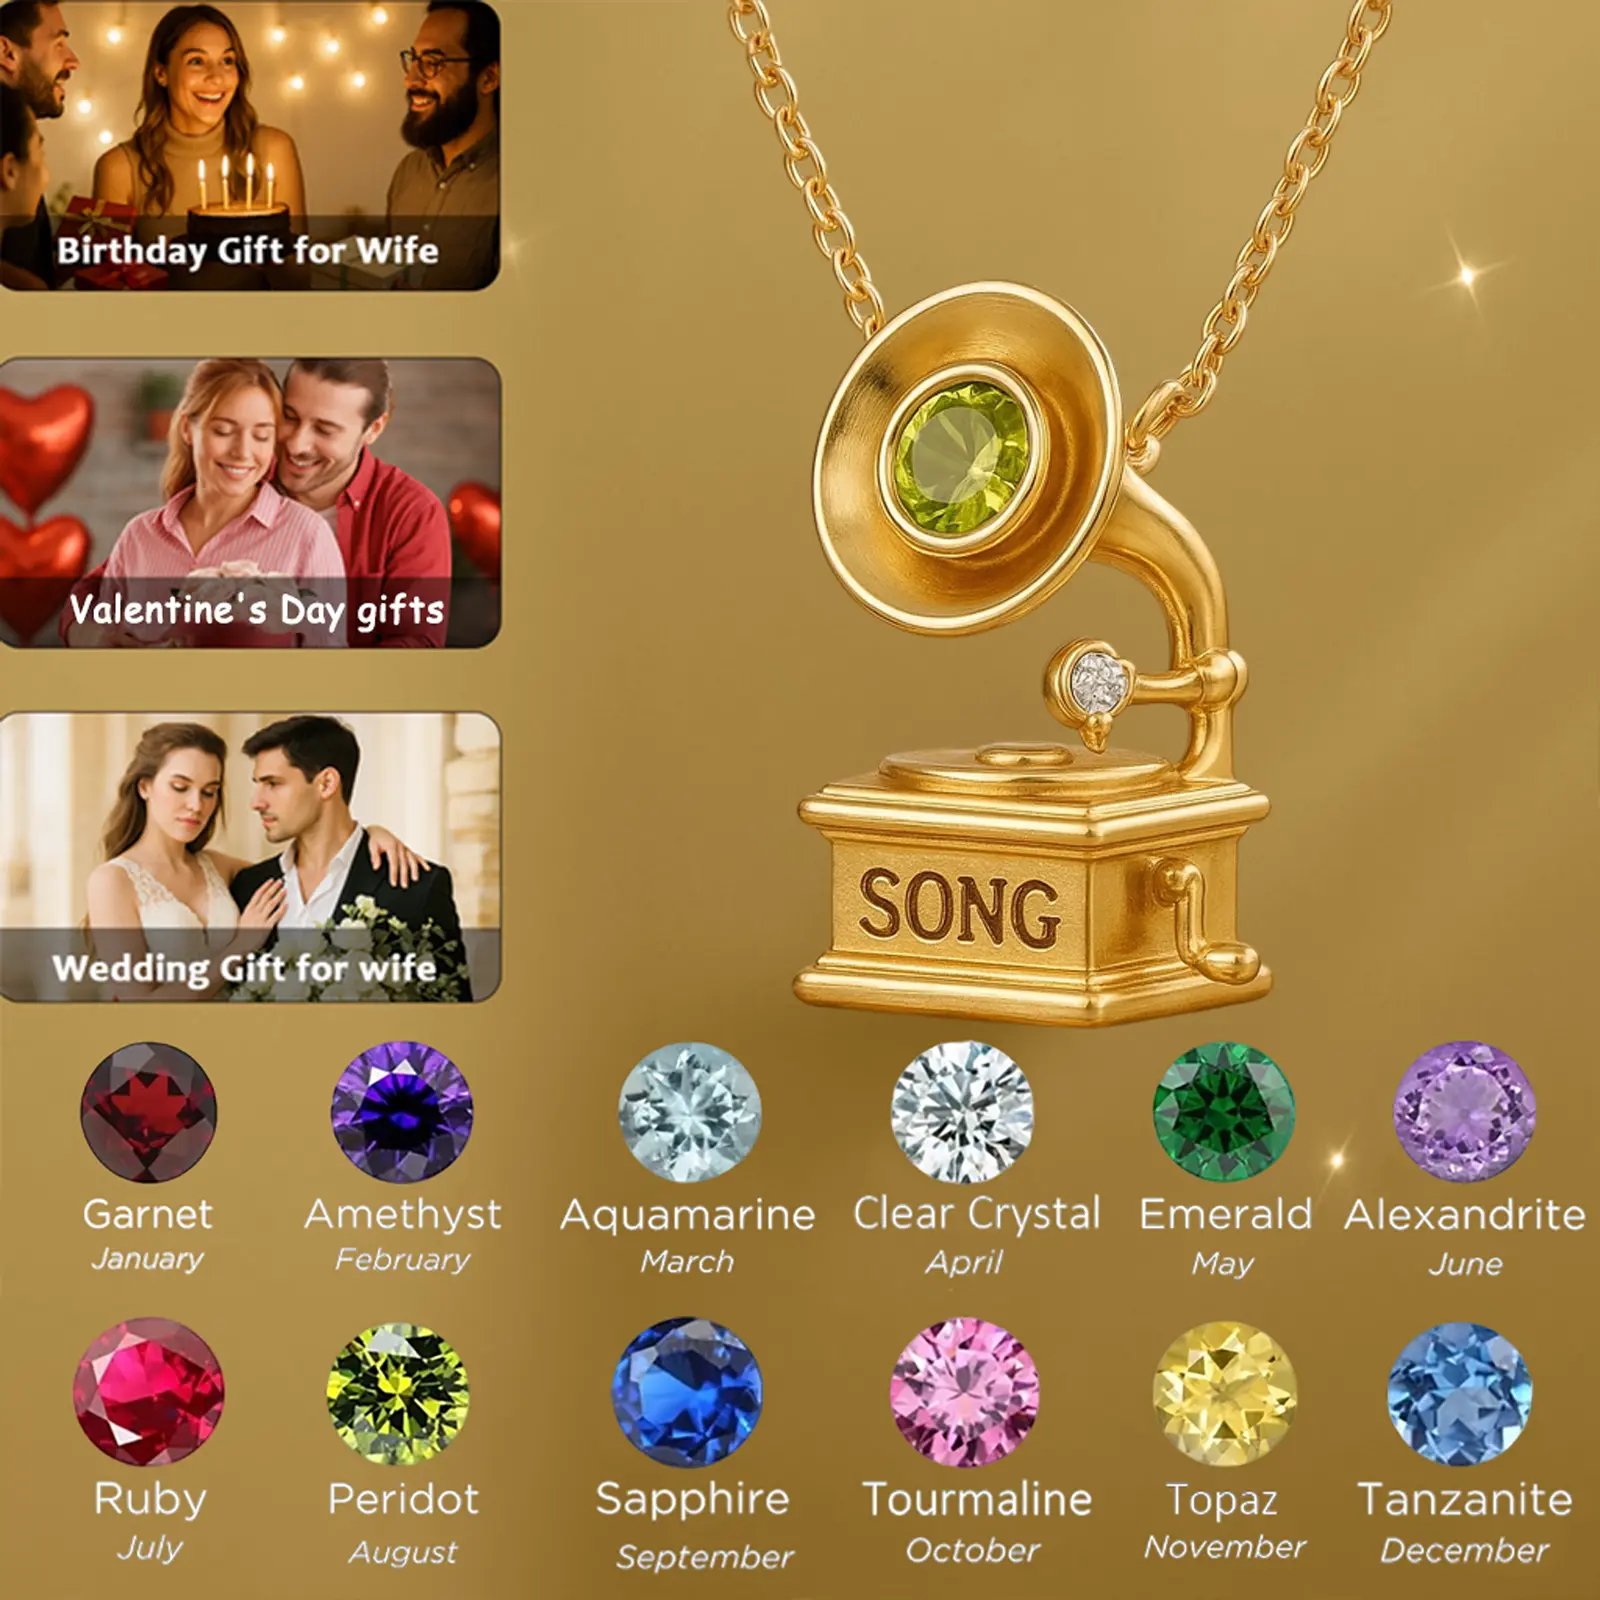 Birthday Gift for Wife
Valentine's Day gifts
Wedding Gift for wife
SONG
Garnet
January
Amethyst
February
Aquamarine
March
Clear Crystal
April
Emerald
May
Alexandrite
June
Ruby
July
Peridot
August
Sapphire
September
Tourmaline
October
Topaz
November
Tanzanite
December